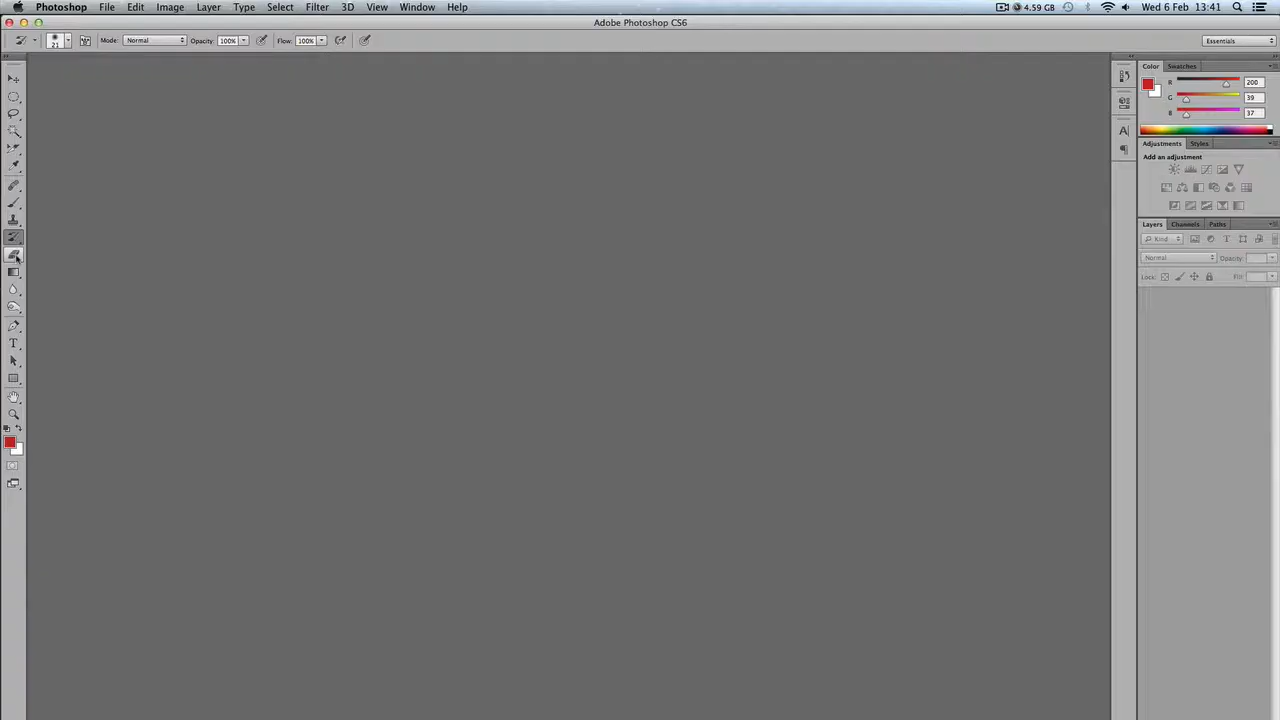 Photoshop File Edit Image Layer Type Select Filter 3D View Window Help 4.59 GB Wed 6 Feb 13:41
Adobe Photoshop CS6
21 Mode: Normal Opacity: 100% Flow: 100% Essentials
Color Swatches
R 200
G 39
B 37
Adjustments Styles
Add an adjustment
Layers Channels Paths
Kind T
Normal Opacity:
Lock: Fill:
A
T